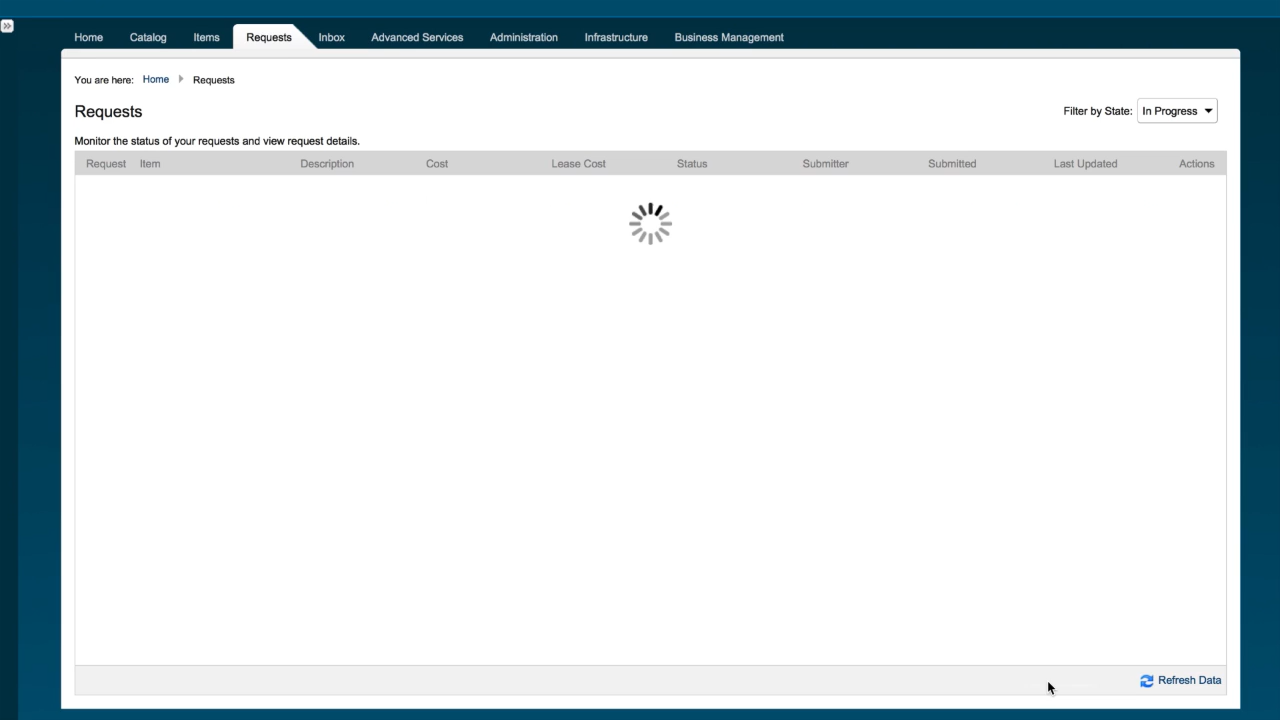 Home Catalog Items Requests Inbox Advanced Services Administration Infrastructure Business Management
You are here: Home Requests
Requests
Filter by State: In Progress
Monitor the status of your requests and view request details.
Request Item Description Cost Lease Cost Status Submitter Submitted Last Updated Actions
Refresh Data